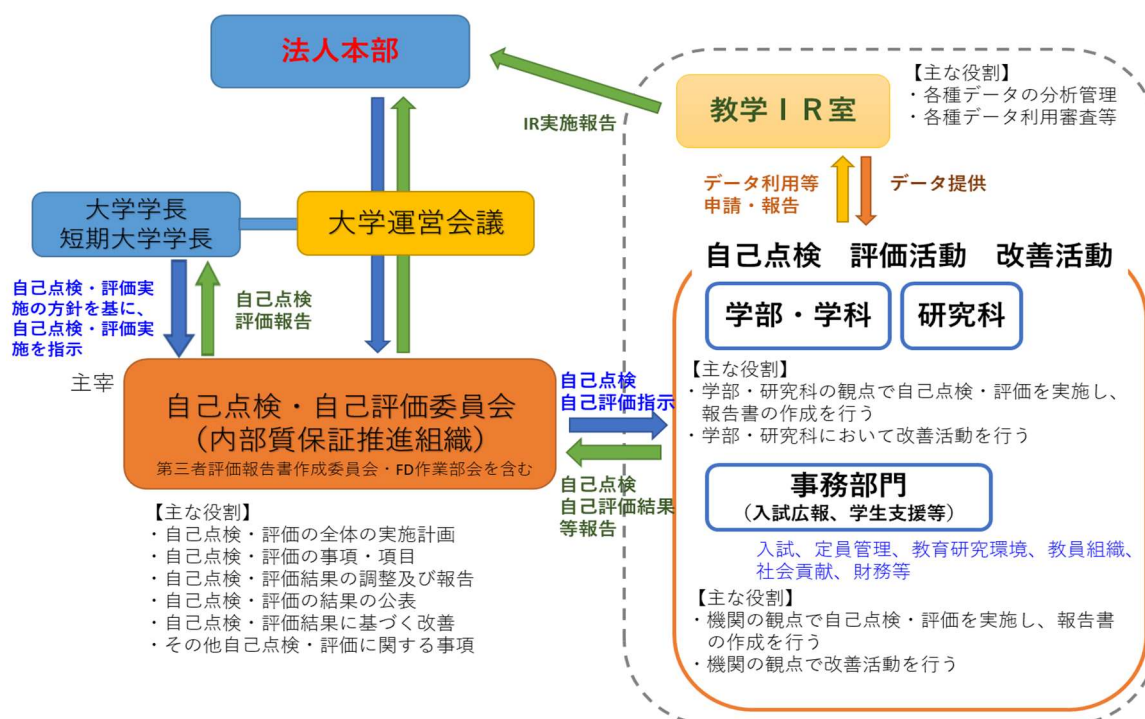 法人本部
IR実施報告
教学ＩＲ室
【主な役割】
・各種データの分析管理
・各種データ利用審査等
データ利用等
申請・報告
データ提供
大学学長
短期大学学長
大学運営会議
自己点検・評価実
施の方針を基に、
自己点検・評価実
施を指示
自己点検
評価報告
主宰
自己点検・自己評価委員会
（内部質保証推進組織）
第三者評価報告書作成委員会・FD作業部会を含む
【主な役割】
・自己点検・評価の全体の実施計画
・自己点検・評価の事項・項目
・自己点検・評価結果の調整及び報告
・自己点検・評価の結果の公表
・自己点検・評価結果に基づく改善
・その他自己点検・評価に関する事項
自己点検
自己評価指示
自己点検
自己評価結果
等報告
自己点検　評価活動　改善活動
学部・学科
研究科
【主な役割】
・学部・研究科の観点で自己点検・評価を実施し、
報告書の作成を行う
・学部・研究科において改善活動を行う
事務部門
（入試広報、学生支援等）
入試、定員管理、教育研究環境、教員組織、
社会貢献、財務等
【主な役割】
・機関の観点で自己点検・評価を実施し、報告書
の作成を行う
・機関の観点で改善活動を行う